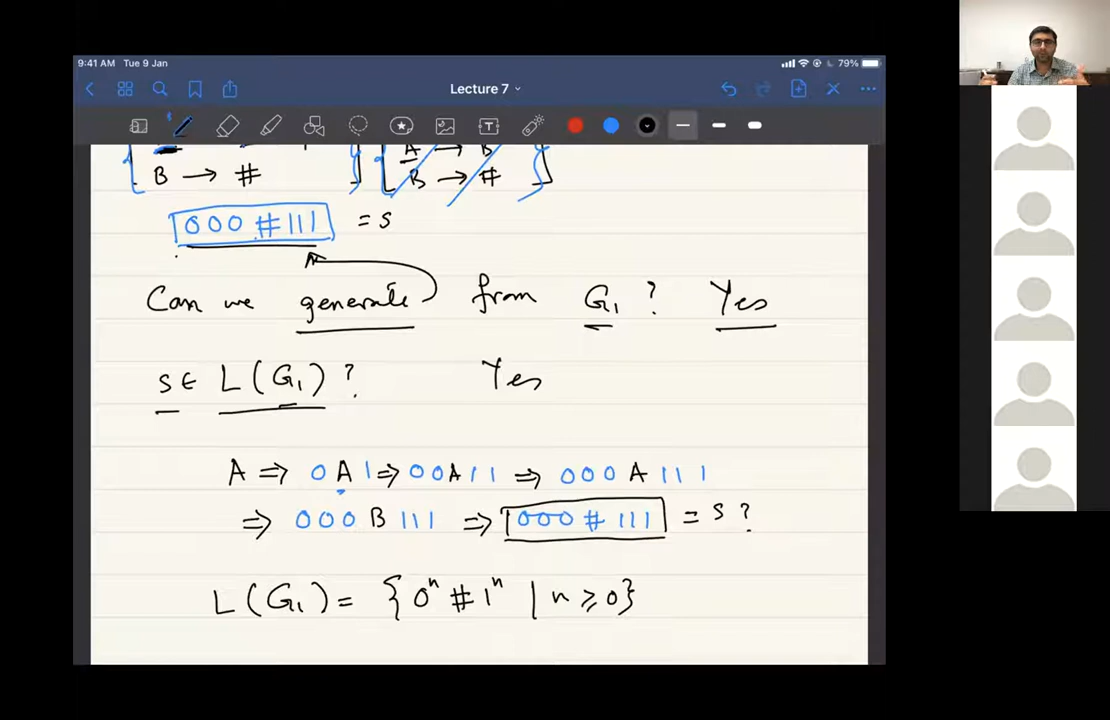 9:41 AM Tue 9 Jan 79%
Lecture 7
A → B
B → # B → #
000 # 111 = s
Can we generate from G₁ ? Yes
s ∈ L(G₁) ? Yes
A ⇒ 0A1 ⇒ 00A11 ⇒ 000A111
⇒ 000B111 ⇒ 000#111 = s ?
L(G₁) = {0ⁿ#1ⁿ | n ≥ 0}